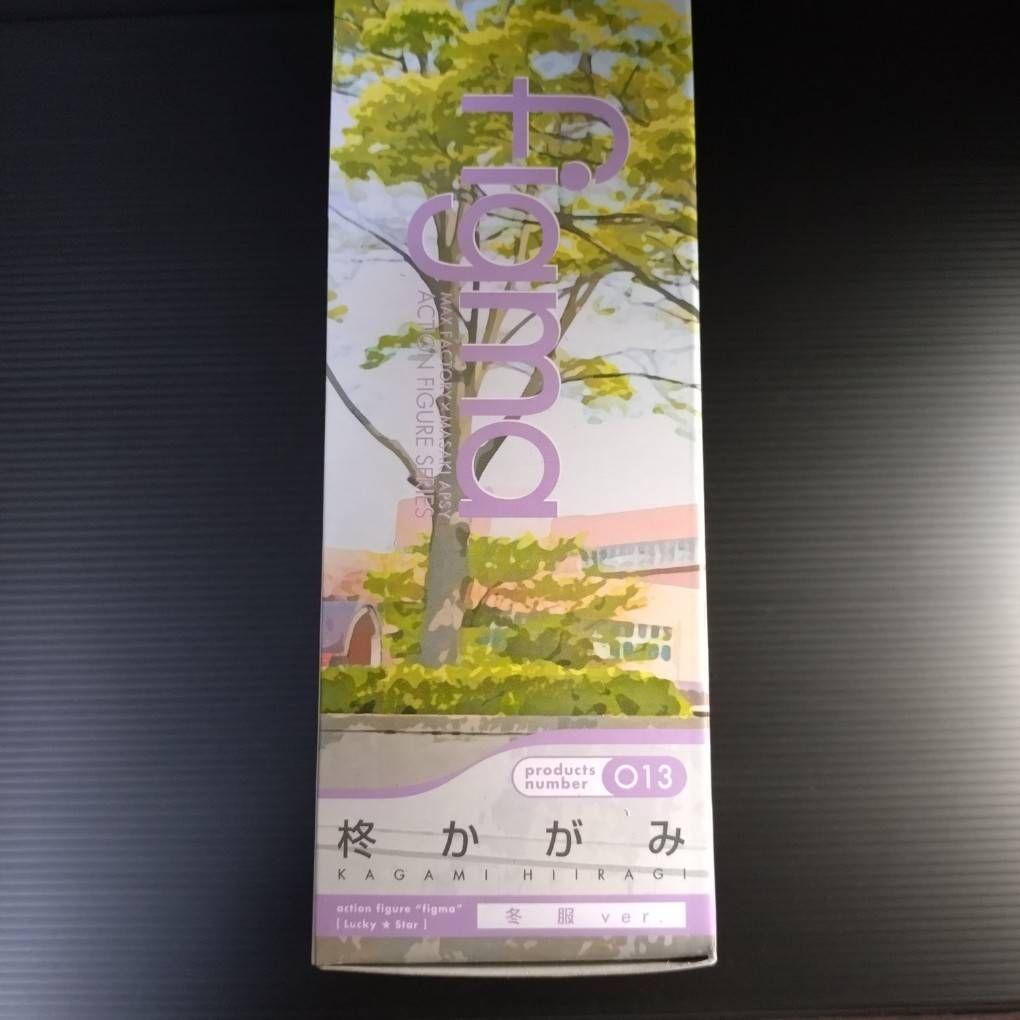 figma
MAX FACTORY×MASAKI APSY
ACTION FIGURE SERIES
products
number 013
柊かがみ
KAGAMI HIIRAGI
action figure "figma"
[ Lucky ★ Star ]
冬服 ver.